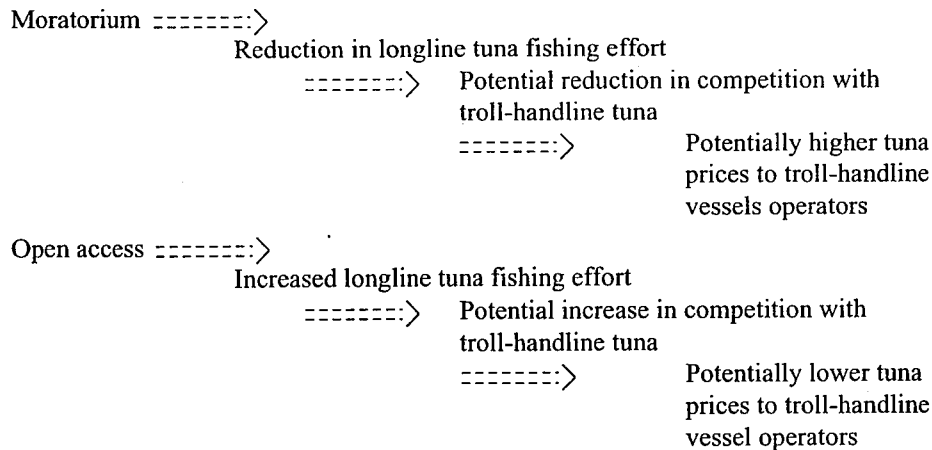 Moratorium =======:>
Reduction in longline tuna fishing effort
=======:> Potential reduction in competition with
troll-handline tuna
=======:> Potentially higher tuna
prices to troll-handline
vessels operators
Open access =======:>
Increased longline tuna fishing effort
=======:> Potential increase in competition with
troll-handline tuna
=======:> Potentially lower tuna
prices to troll-handline
vessel operators